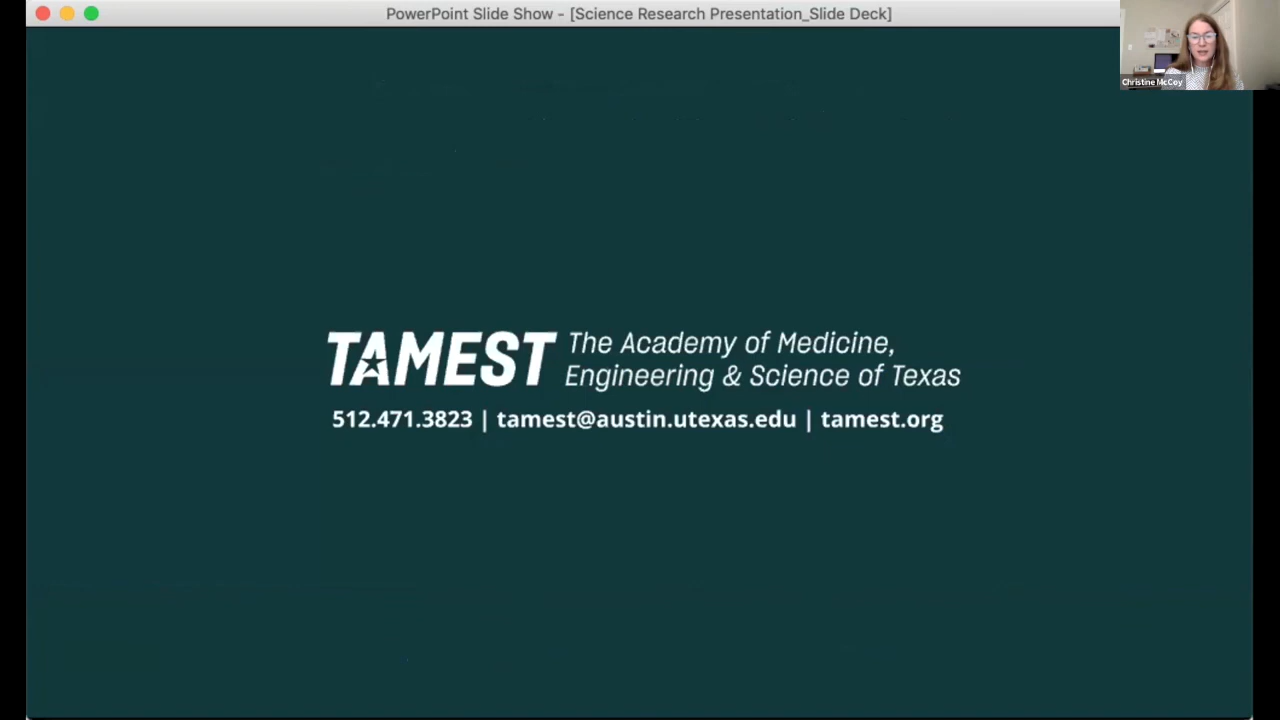 PowerPoint Slide Show - [Science Research Presentation_Slide Deck]
Christine McCoy
TAMEST The Academy of Medicine,
Engineering & Science of Texas
512.471.3823 | tamest@austin.utexas.edu | tamest.org